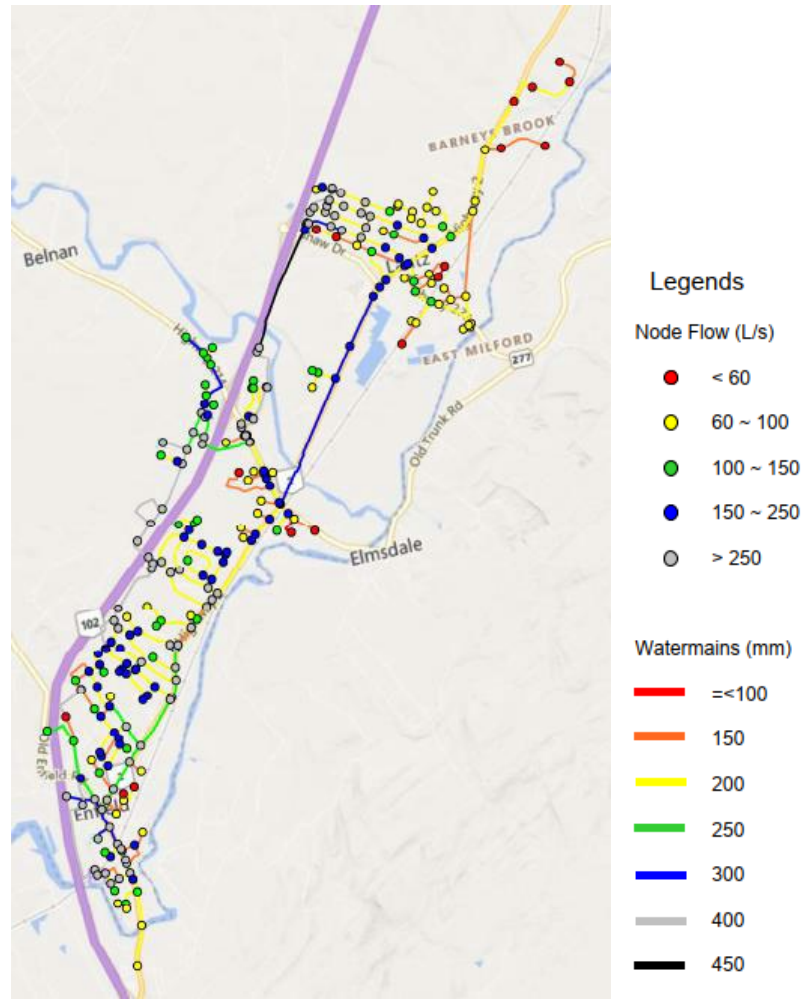 BARNEYS BROOK
Belnan
EAST MILFORD
277
Old Trunk Rd
Elmsdale
102
Enfield
Legends
Node Flow (L/s)
< 60
60 ~ 100
100 ~ 150
150 ~ 250
> 250
Watermains (mm)
=<100
150
200
250
300
400
450